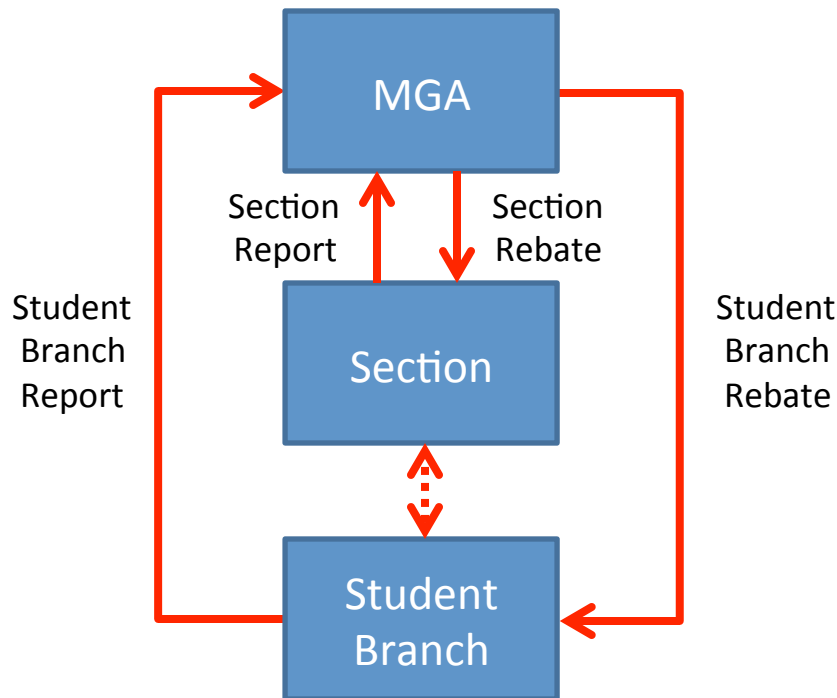 MGA
Section
Report
Section
Rebate
Student
Branch
Report
Section
Student
Branch
Rebate
Student
Branch